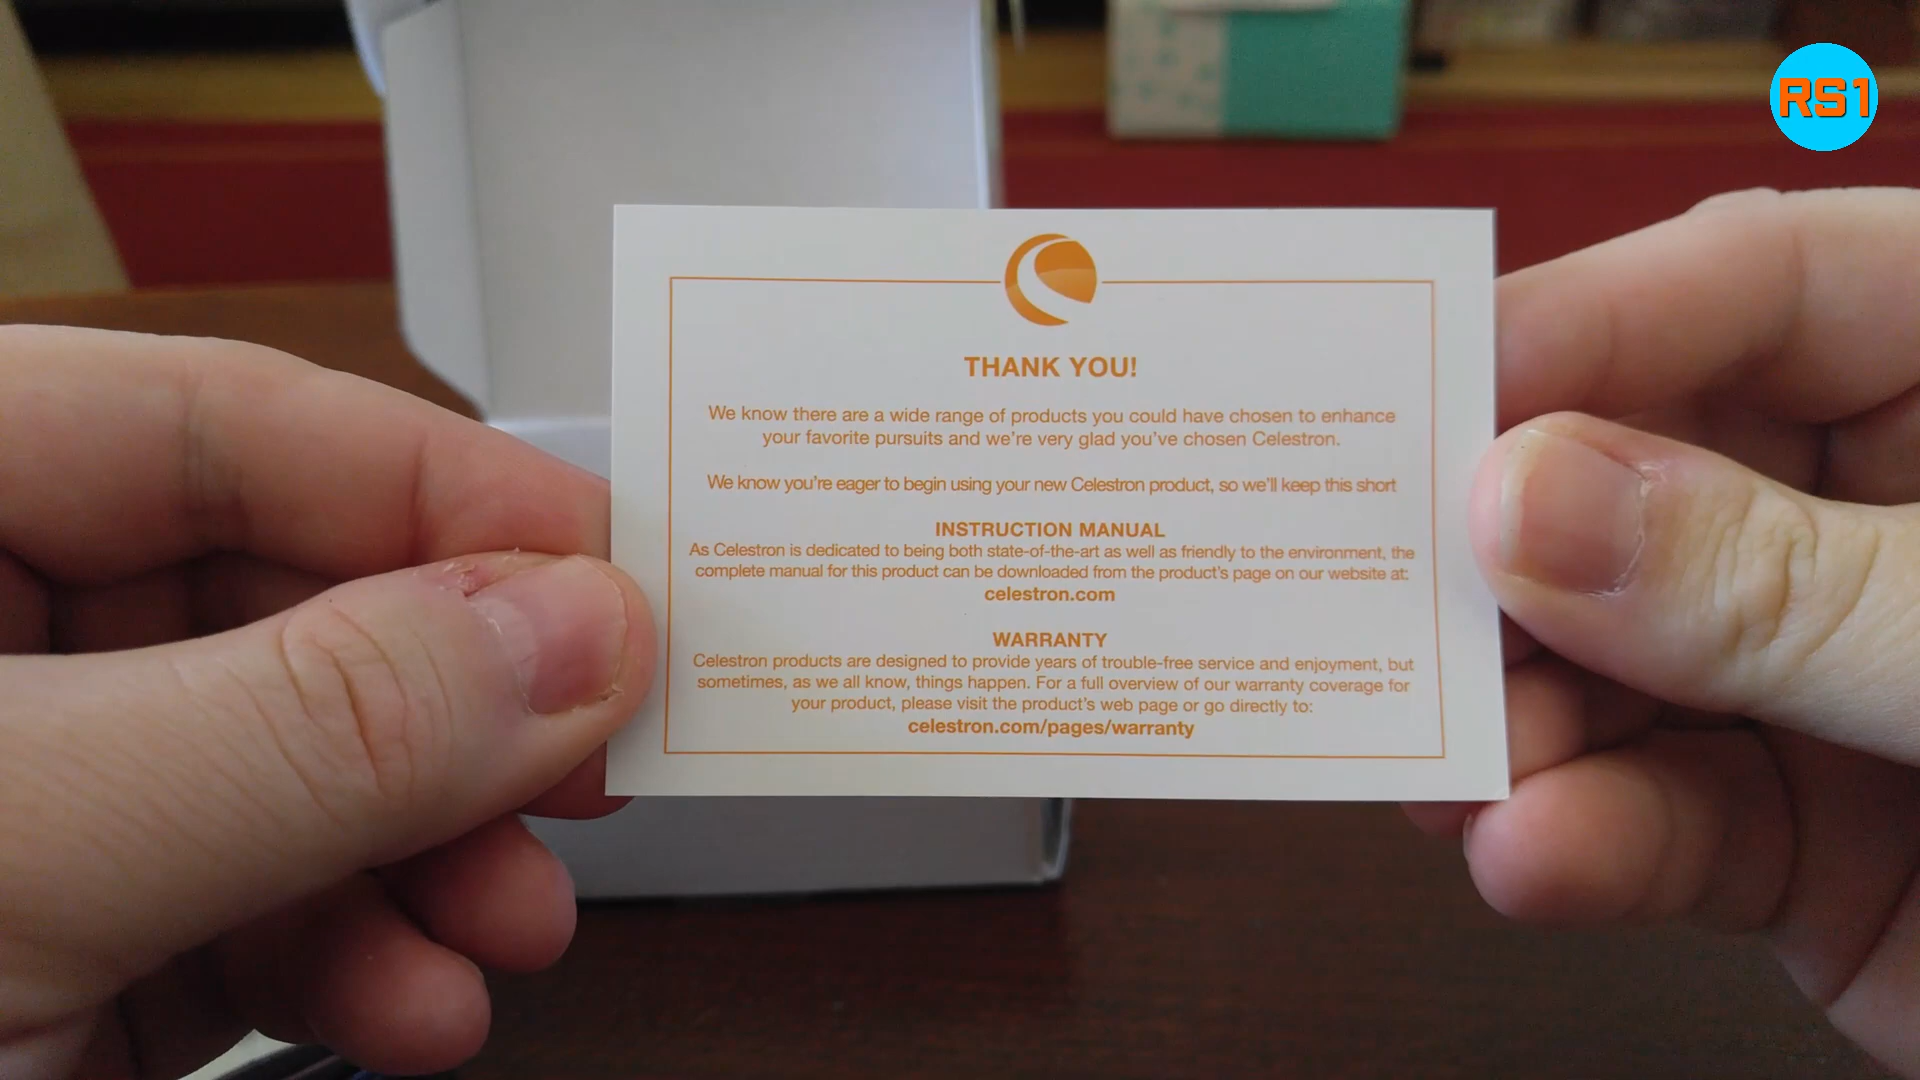 RS1
THANK YOU!
We know there are a wide range of products you could have chosen to enhance
your favorite pursuits and we're very glad you've chosen Celestron.
We know you're eager to begin using your new Celestron product, so we'll keep this short
INSTRUCTION MANUAL
As Celestron is dedicated to being both state-of-the-art as well as friendly to the environment, the
complete manual for this product can be downloaded from the product's page on our website at:
celestron.com
WARRANTY
Celestron products are designed to provide years of trouble-free service and enjoyment, but
sometimes, as we all know, things happen. For a full overview of our warranty coverage for
your product, please visit the product's web page or go directly to:
celestron.com/pages/warranty